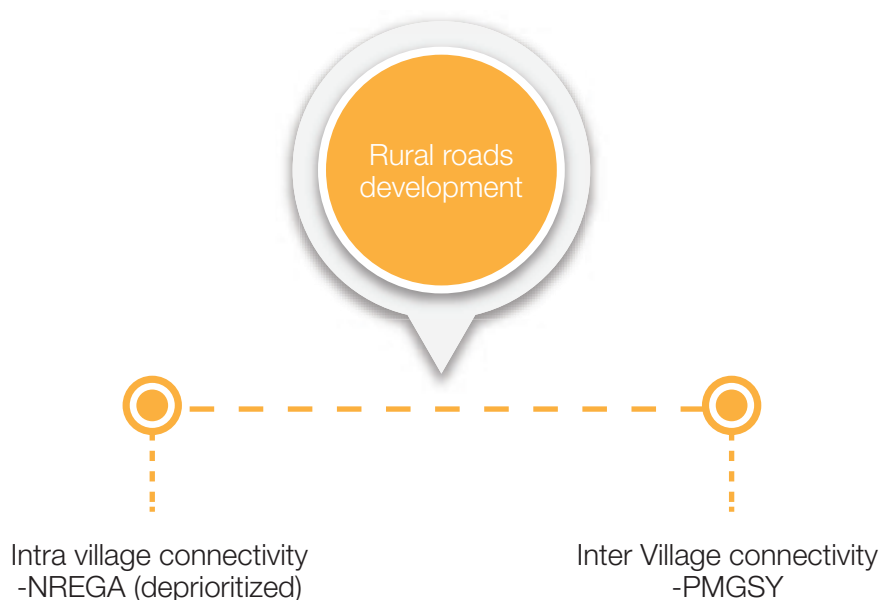 Rural roads
development
Intra village connectivity
-NREGA (deprioritized)
Inter Village connectivity
-PMGSY